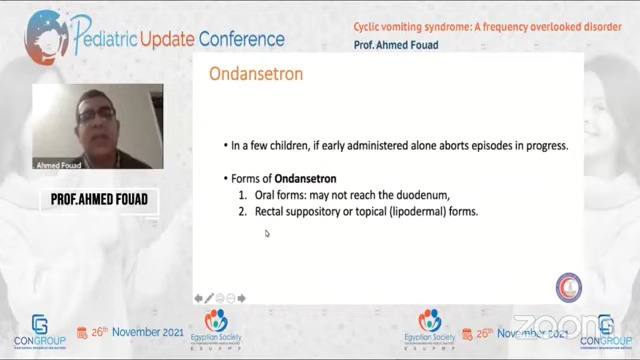 Pediatric Update Conference
Cyclic vomiting syndrome: A frequency overlooked disorder
Prof. Ahmed Fouad
Ondansetron
. Ahmed Fouad
PROF.AHMED FOUAD
• In a few children, if early administered alone aborts episodes in progress.
• Forms of Ondansetron
1. Oral forms: may not reach the duodenum,
2. Rectal suppository or topical (lipodermal) forms.
zoom
CONGROUP
26th November 2021
Egyptian Society
CONGROUP
26th November 2021
Egyptian Society